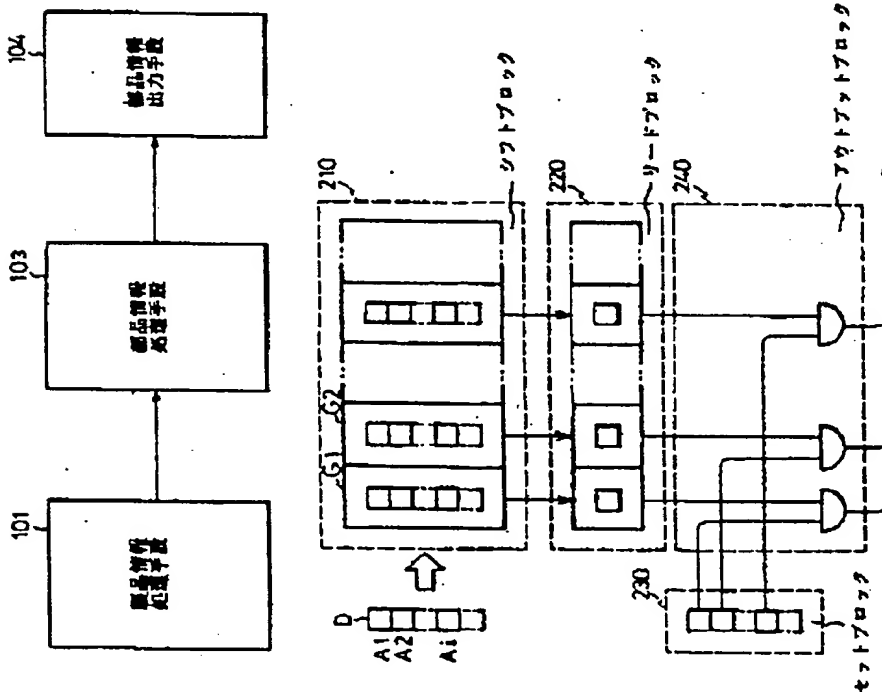 101
製品情報
処理手段
103
部品情報
処理手段
104
部品情報
出力手段
210
シフトブロック
G1
G2
D
A1
A2
Ai
220
リードブロック
230
セットブロック
240
アウトプットブロック